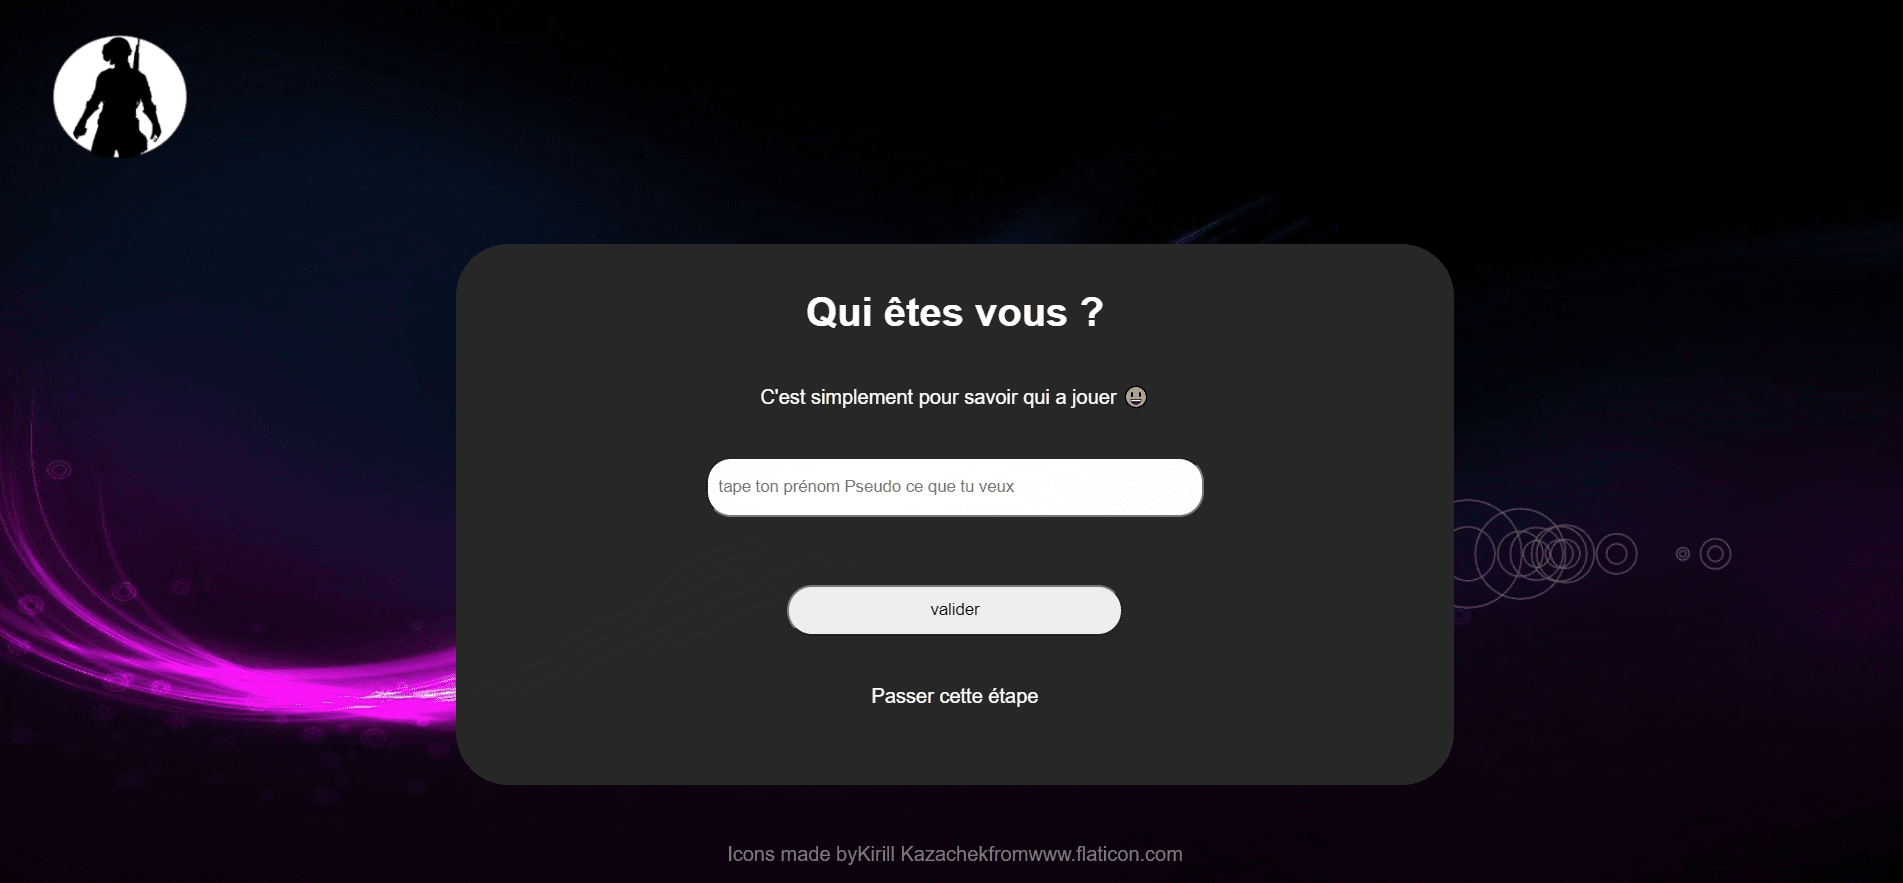 Qui êtes vous ?
C'est simplement pour savoir qui a jouer 😃
tape ton prénom Pseudo ce que tu veux
valider
Passer cette étape
Icons made byKirill Kazachekfromwww.flaticon.com